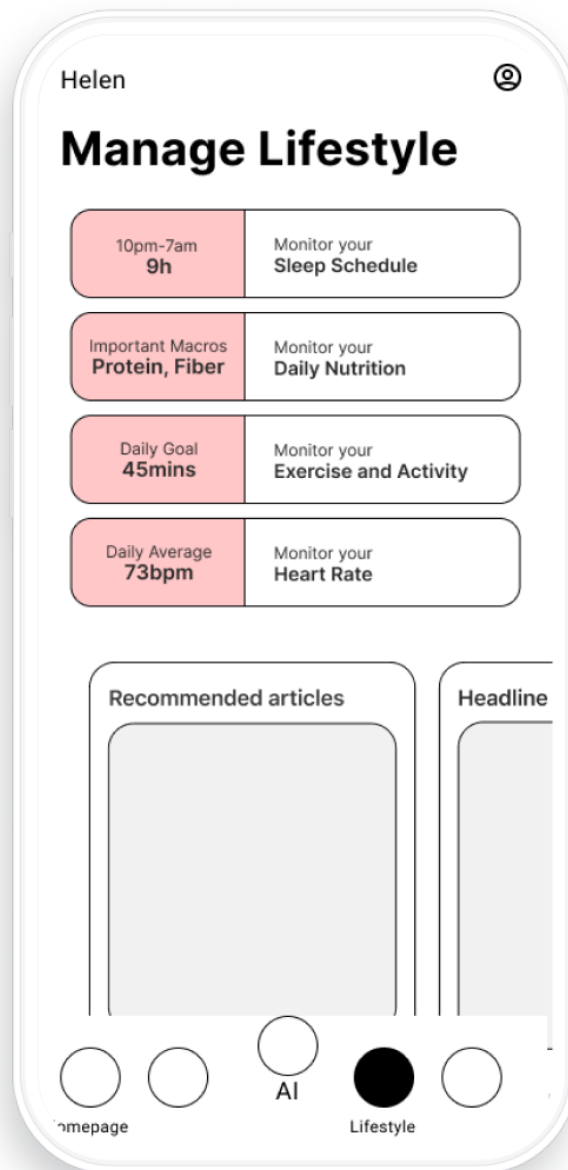 Helen
Manage Lifestyle
10pm-7am
9h
Monitor your
Sleep Schedule
Important Macros
Protein, Fiber
Monitor your
Daily Nutrition
Daily Goal
45mins
Monitor your
Exercise and Activity
Daily Average
73bpm
Monitor your
Heart Rate
Recommended articles
Headline
AI
omepage
Lifestyle